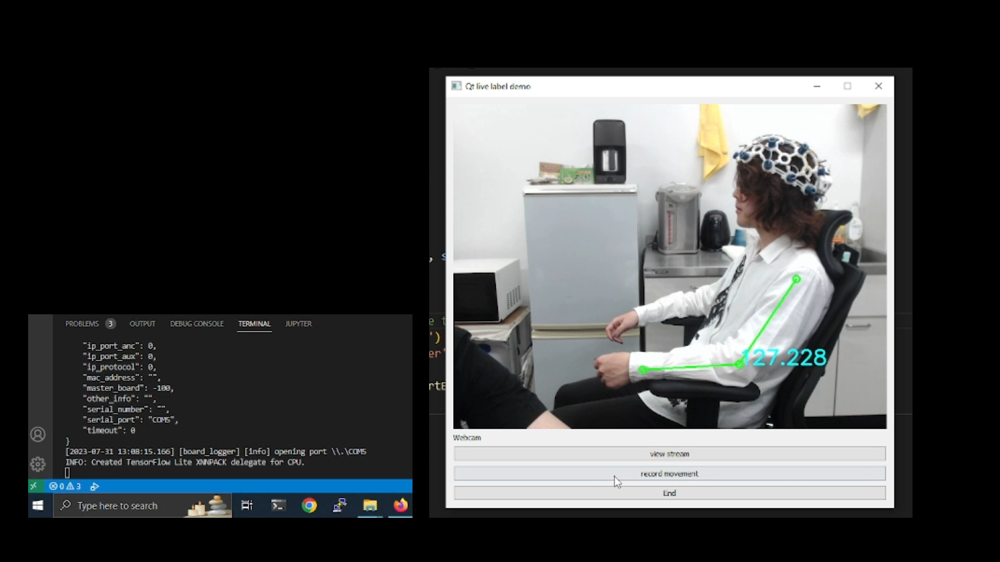 PROBLEMS 3 OUTPUT DEBUG CONSOLE TERMINAL JUPYTER
"ip_port_anc": 0,
"ip_port_aux": 0,
"ip_protocol": 0,
"mac_address": "",
"master_board": -100,
"other_info": "",
"serial_number": "",
"serial_port": "COM5",
"timeout": 0
}
[2023-07-31 13:08:15.166] [board_logger] [info] opening port \\.\COM5
INFO: Created TensorFlow Lite XNNPACK delegate for CPU.
0 3
Type here to search
Qt live label demo
127.228
, s
e t
')
er'
rtE
Webcam
view stream
record movement
End